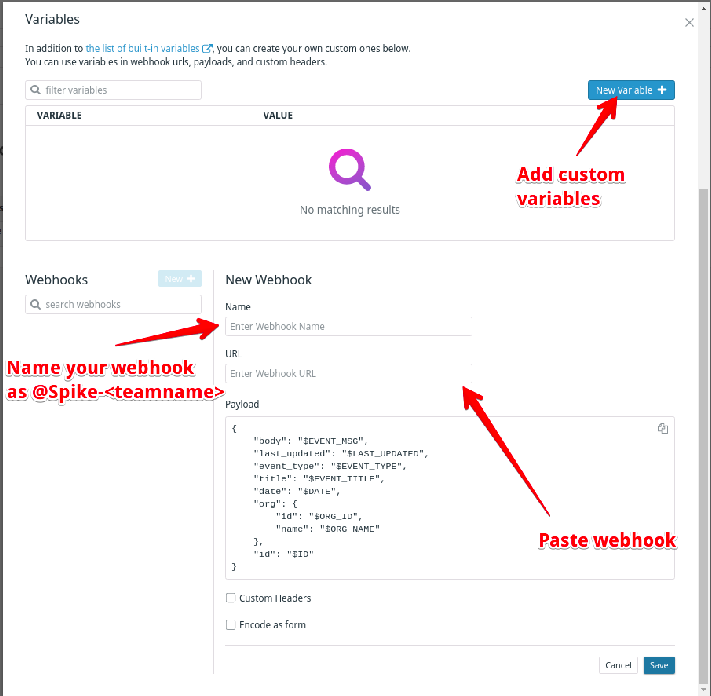 Variables
In addition to the list of built-in variables, you can create your own custom ones below.
You can use variables in webhook urls, payloads, and custom headers.
filter variables
New Variable +
VARIABLE VALUE
Add custom
variables
No matching results
Webhooks
New +
search webhooks
New Webhook
Name
Enter Webhook Name
Name your webhook
as @Spike-<teamname>
URL
Enter Webhook URL
Payload
{
    "body": "$EVENT_MSG",
    "last_updated": "$LAST_UPDATED",
    "event_type": "$EVENT_TYPE",
    "title": "$EVENT_TITLE",
    "date": "$DATE",
    "org": {
        "id": "$ORG_ID",
        "name": "$ORG_NAME"
    },
    "id": "$ID"
}
Paste webhook
Custom Headers
Encode as form
Cancel
Save